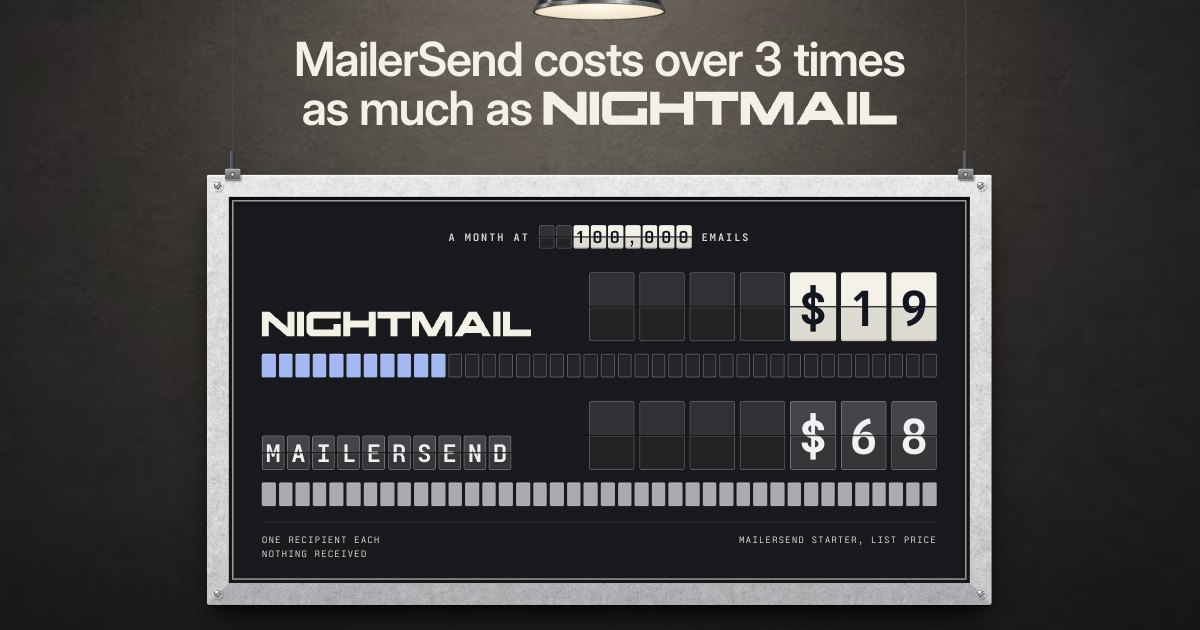 MailerSend costs over 3 times
as much as NIGHTMAIL
A MONTH AT 100,000 EMAILS
$19
NIGHTMAIL
$68
MAILERSEND
ONE RECIPIENT EACH
NOTHING RECEIVED
MAILERSEND STARTER, LIST PRICE